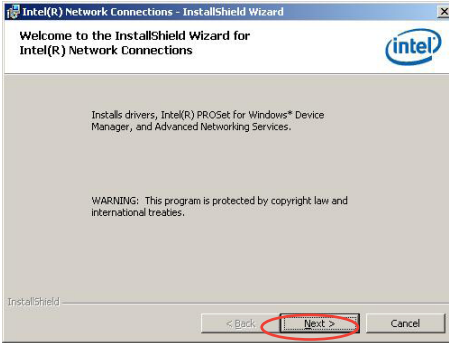 Intel(R) Network Connections - InstallShield Wizard
Welcome to the InstallShield Wizard for
Intel(R) Network Connections
intel
Installs drivers, Intel(R) PROSet for Windows* Device
Manager, and Advanced Networking Services.
WARNING: This program is protected by copyright law and
international treaties.
InstallShield
< Back Next > Cancel